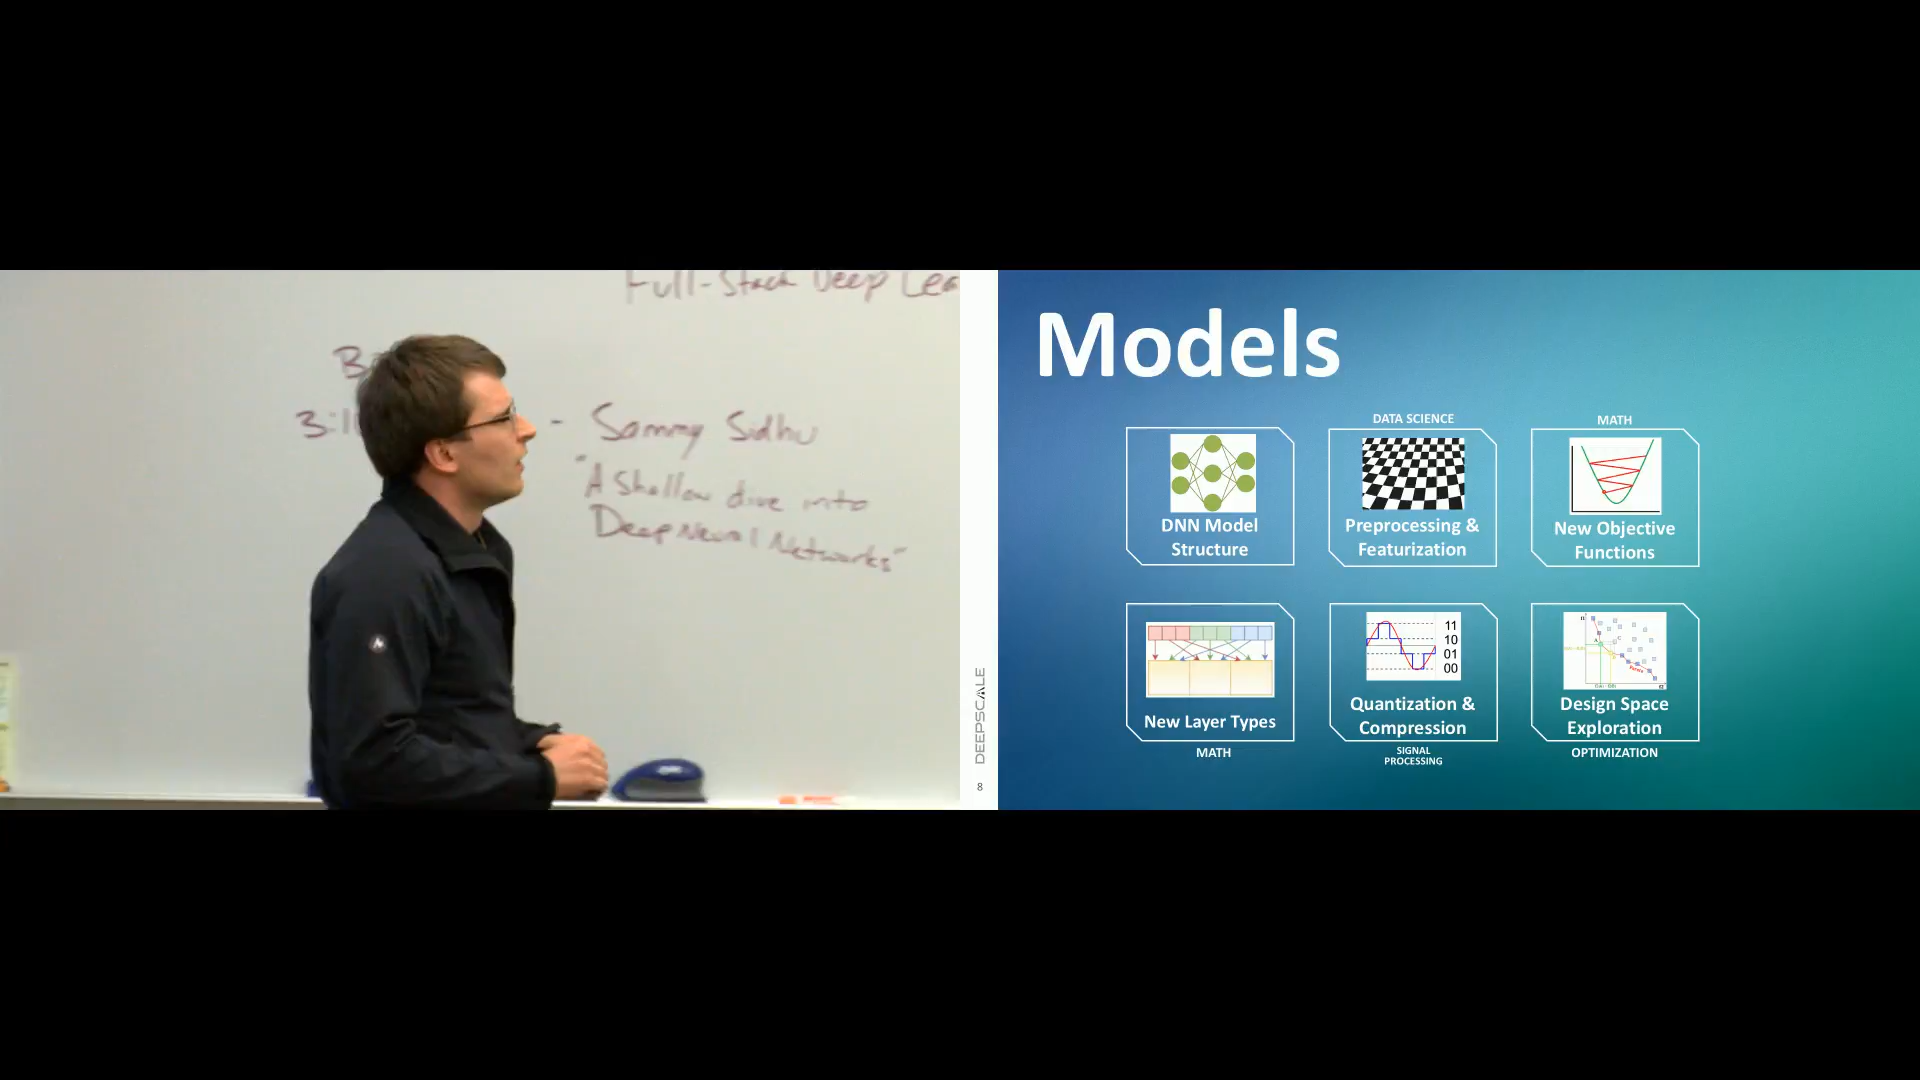 Full-Stack Deep Lea
B
3:1
- Sammy Sidhu
"A Shallow dive into
Deep Neural Networks"
DEEPSCALE
8
Models
DNN Model
Structure
DATA SCIENCE
Preprocessing &
Featurization
MATH
New Objective
Functions
New Layer Types
MATH
11
10
01
00
Quantization &
Compression
SIGNAL
PROCESSING
Design Space
Exploration
OPTIMIZATION